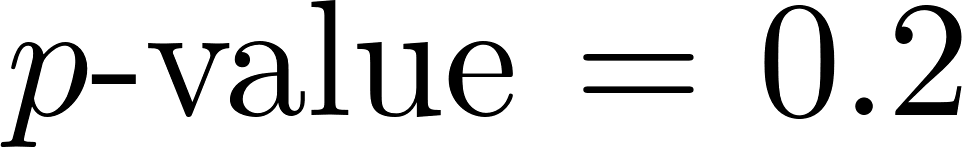 p-value = 0.2